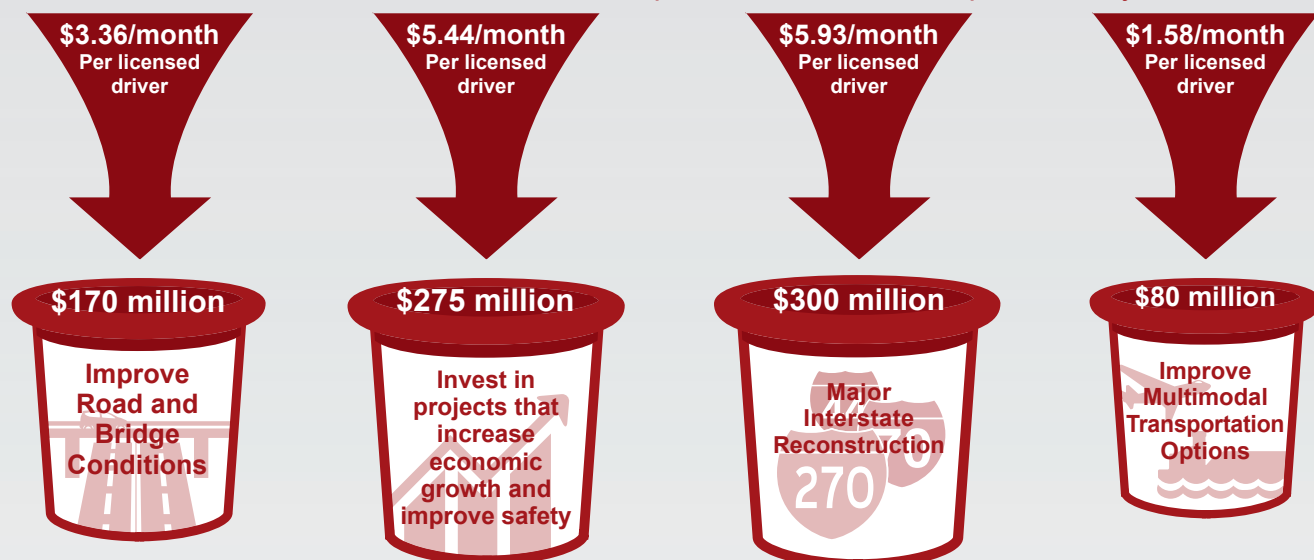 $3.36/month
Per licensed
driver
$5.44/month
Per licensed
driver
$5.93/month
Per licensed
driver
$1.58/month
Per licensed
driver
$170 million
Improve
Road and
Bridge
Conditions
$275 million
Invest in
projects that
increase
economic
growth and
improve safety
$300 million
44
70
Major
Interstate
Reconstruction
270
$80 million
Improve
Multimodal
Transportation
Options